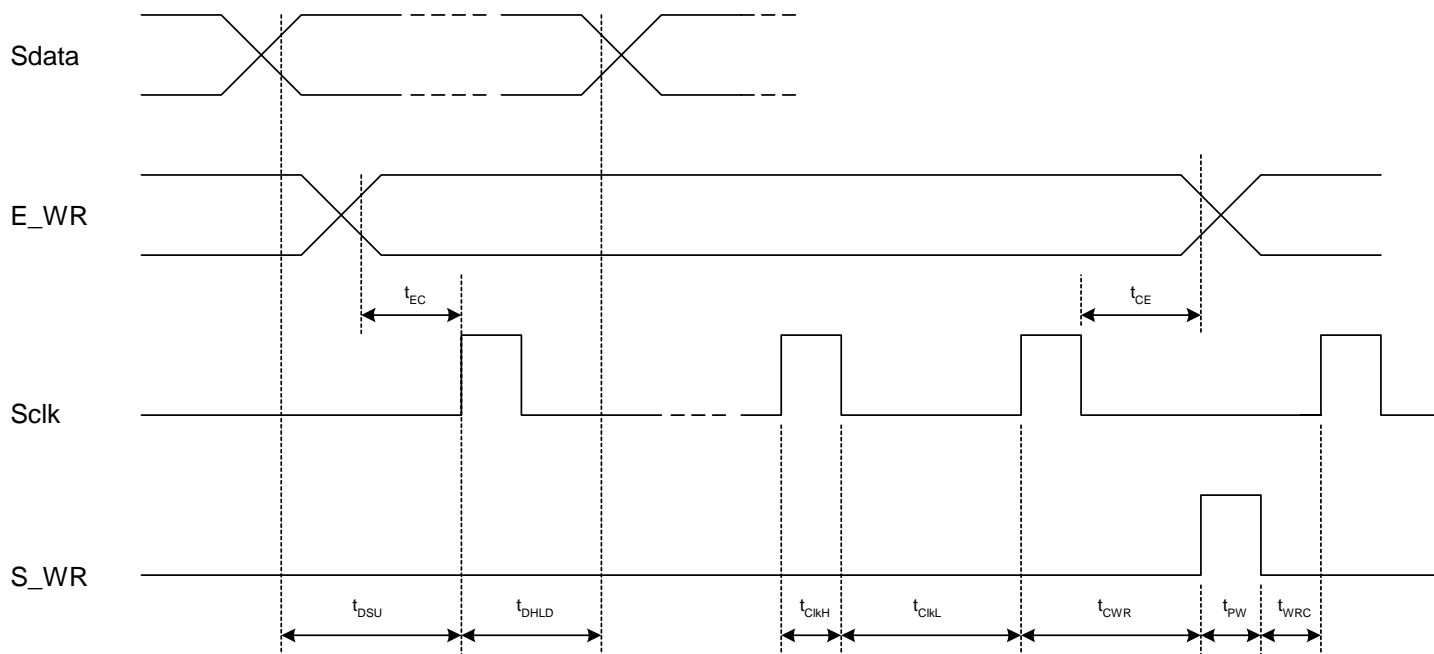 Sdata
E_WR
tEC
tCE
Sclk
S_WR
tDSU
tDHLD
tClkH
tClkL
tCWR
tPW
tWRC